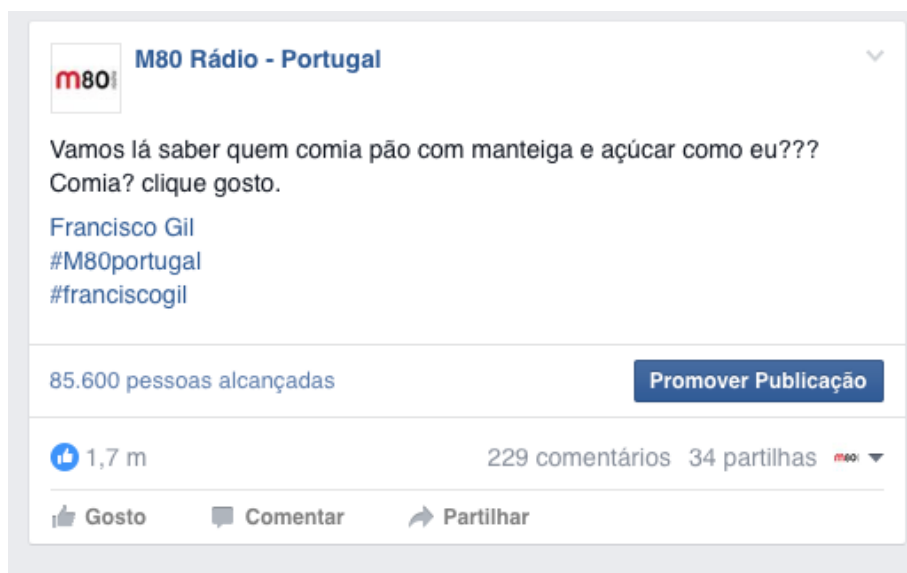 M80 Rádio - Portugal
m80
Vamos lá saber quem comia pão com manteiga e açúcar como eu???
Comia? clique gosto.
Francisco Gil
#M80portugal
#franciscogil
85.600 pessoas alcançadas
Promover Publicação
1,7 m
229 comentários 34 partilhas m80
Gosto Comentar Partilhar